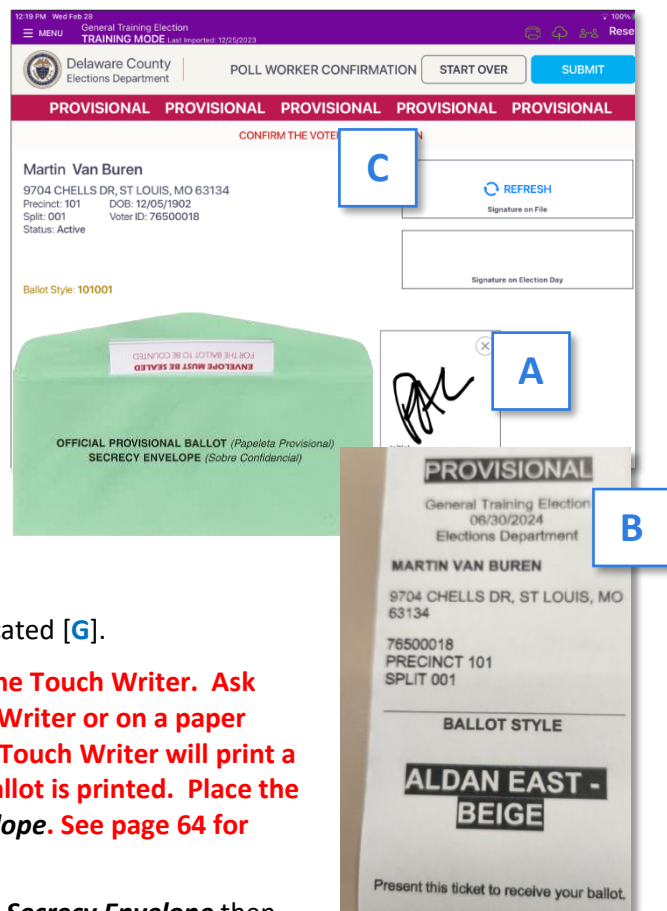 12:19 PM Wed Feb 28
100%
MENU
General Training Election
TRAINING MODE Last Imported: 12/25/2023
Rese
Delaware County
Elections Department
POLL WORKER CONFIRMATION
START OVER
SUBMIT
PROVISIONAL PROVISIONAL PROVISIONAL PROVISIONAL PROVISIONAL
CONFIRM THE VOTE
N
C
Martin Van Buren
9704 CHELLS DR, ST LOUIS, MO 63134
Precinct: 101 DOB: 12/05/1902
Split: 001 Voter ID: 76500018
Status: Active
REFRESH
Signature on File
Signature on Election Day
Ballot Style: 101001
ENVELOPE MUST BE SEALED
FOR THE BALLOT TO BE COUNTED
OFFICIAL PROVISIONAL BALLOT (Papeleta Provisional)
SECRECY ENVELOPE (Sobre Confidencial)
A
PROVISIONAL
General Training Election
06/30/2024
Elections Department
B
MARTIN VAN BUREN
9704 CHELLS DR, ST LOUIS, MO
63134
76500018
PRECINCT 101
SPLIT 001
BALLOT STYLE
ALDAN EAST -
BEIGE
Present this ticket to receive your ballot.
cated [G].
he Touch Writer. Ask
Writer or on a paper
Touch Writer will print a
allot is printed. Place the
lope. See page 64 for
Secrecy Envelope then